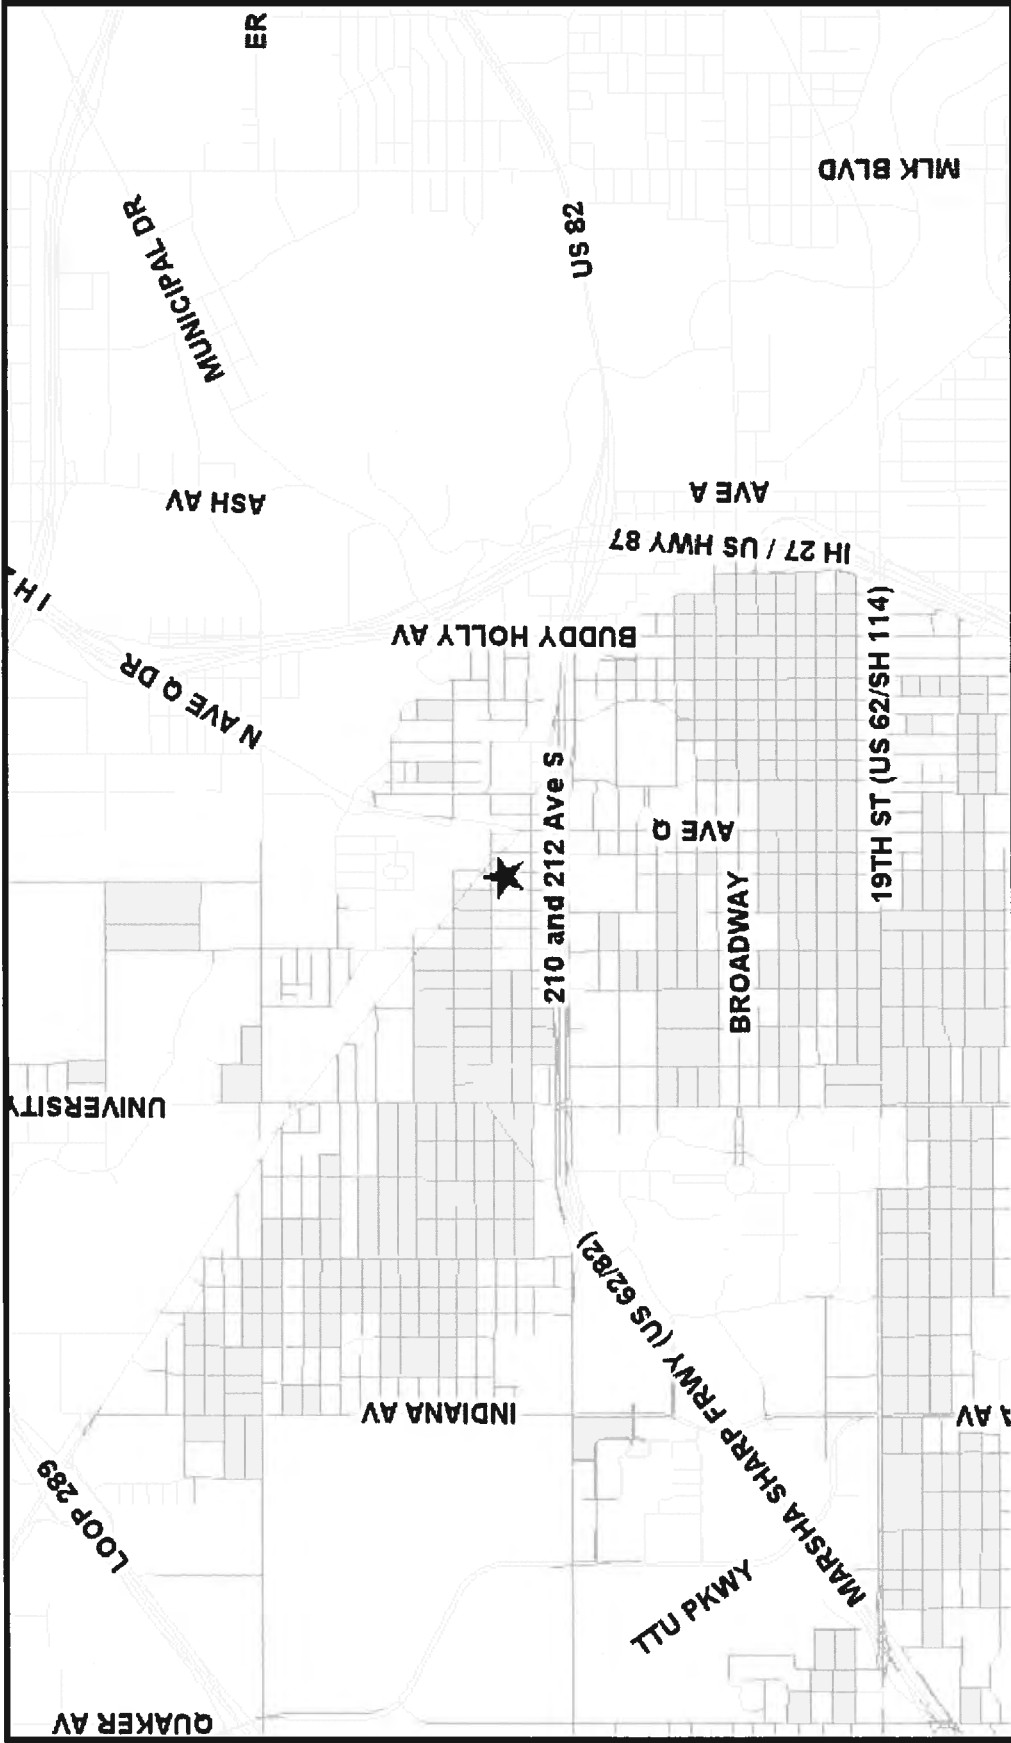 ER
MLK BLVD
MUNICIPAL DR
US 82
ASH AV
AVE A
IH 27 / US HWY 87
I H
BUDDY HOLLY AV
N AVE Q DR
19TH ST (US 62/SH 114)
210 and 212 Ave S
AVE Q
BROADWAY
UNIVERSITY
MARSHA SHARP FRWY (US 62/82)
INDIANA AV
A AV
LOOP 289
TTU PKWY
QUAKER AV